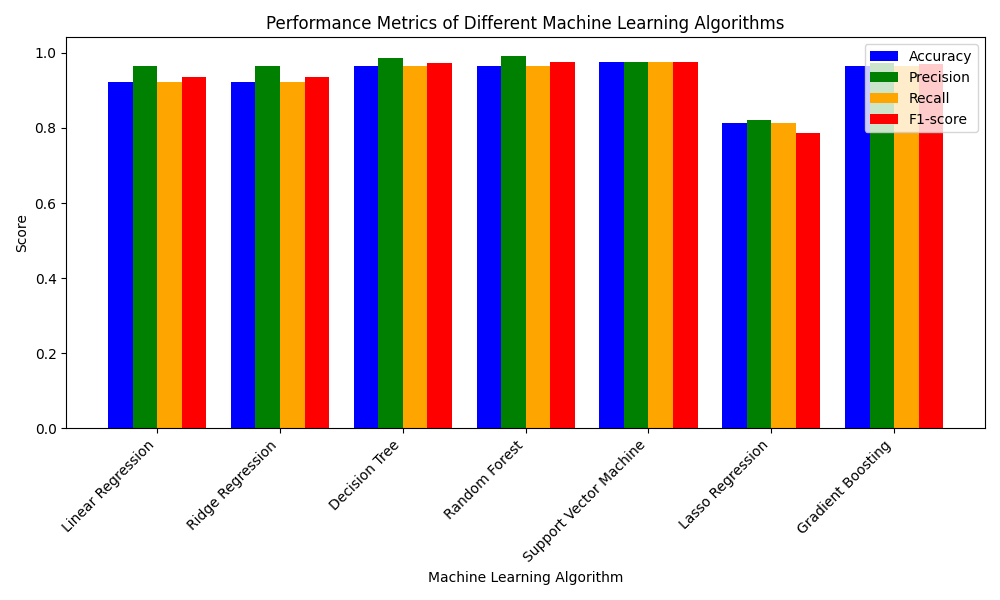 Performance Metrics of Different Machine Learning Algorithms
Accuracy
Precision
Recall
F1-score
Score
1.0
0.8
0.6
0.4
0.2
0.0
Linear Regression
Ridge Regression
Decision Tree
Random Forest
Support Vector Machine
Lasso Regression
Gradient Boosting
Machine Learning Algorithm